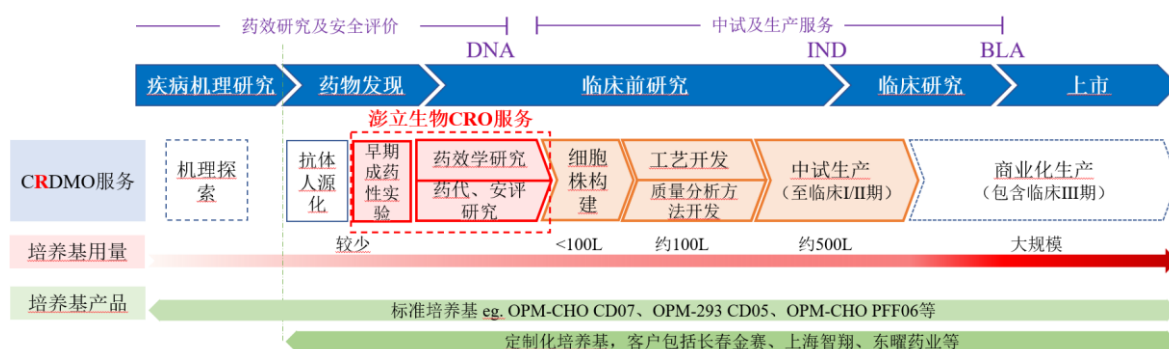 药效研究及安全评价
中试及生产服务
DNA
IND
BLA
疾病机理研究
药物发现
临床前研究
临床研究
上市
澎立生物CRO服务
CRDMO服务
机理探
索
抗体
人源
化
早期
成药
性实
验
药效学研究
药代、安评
研究
细胞
株构
建
工艺开发
质量分析方
法开发
中试生产
（至临床I/II期）
商业化生产
（包含临床III期）
培养基用量
较少
<100L
约100L
约500L
大规模
培养基产品
标准培养基 eg. OPM-CHO CD07、OPM-293 CD05、OPM-CHO PFF06等
定制化培养基，客户包括长春金赛、上海智翔、东曜药业等